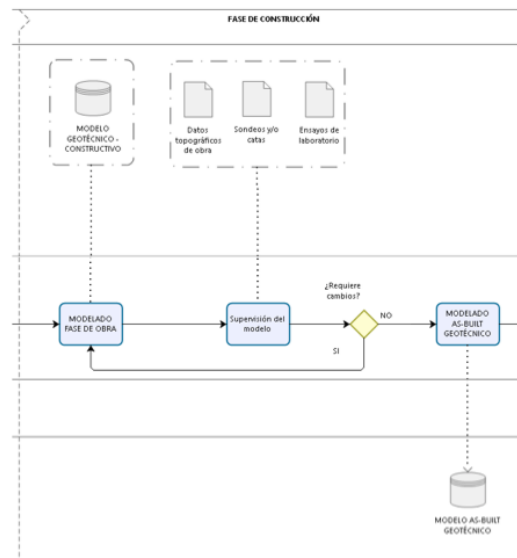 FASE DE CONSTRUCCIÓN
MODELO
GEOTÉCNICO -
CONSTRUCTIVO
Datos
topográficos
de obra
Sondeos y/o
catas
Ensayos de
laboratorio
MODELADO
FASE DE OBRA
Supervisión del
modelo
¿Requiere
cambios?
NO
SI
MODELADO
AS-BUILT
GEOTÉCNICO
MODELO AS-BUILT
GEOTÉCNICO